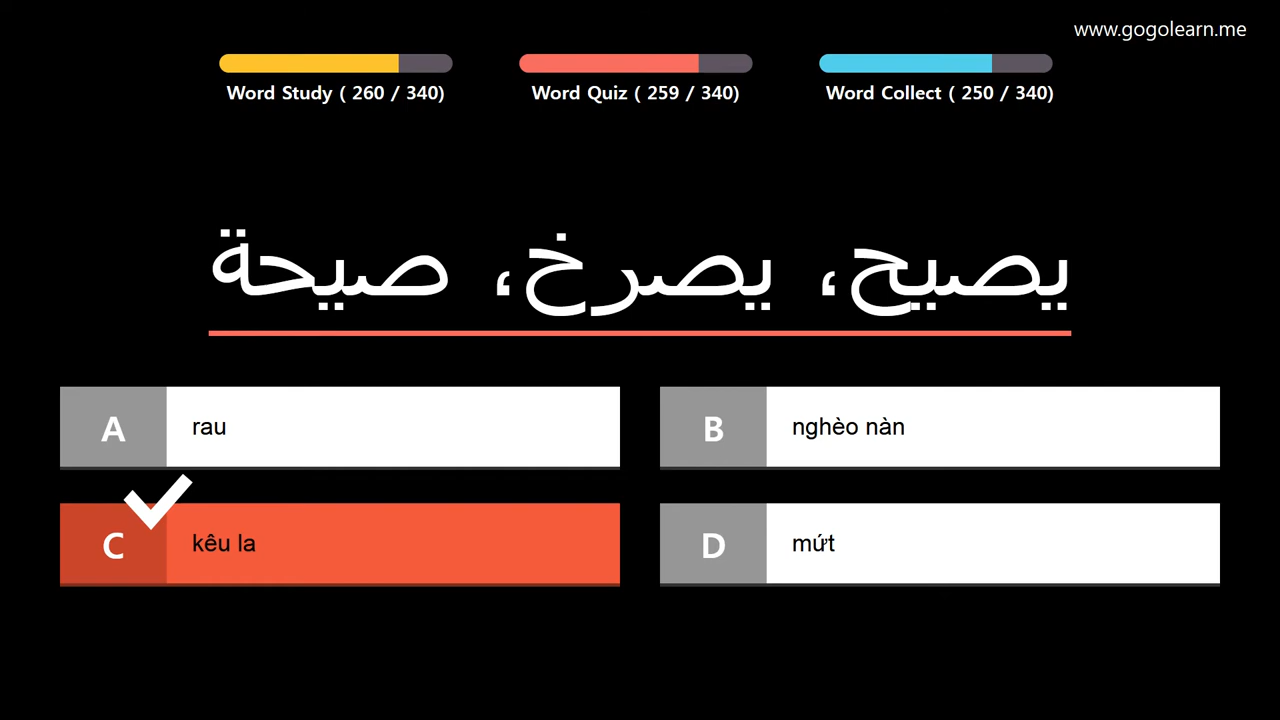 www.gogolearn.me
Word Study ( 260 / 340)
Word Quiz ( 259 / 340)
Word Collect ( 250 / 340)
يصيح، يصرخ، صيحة
A rau
B nghèo nàn
C kêu la
D mứt